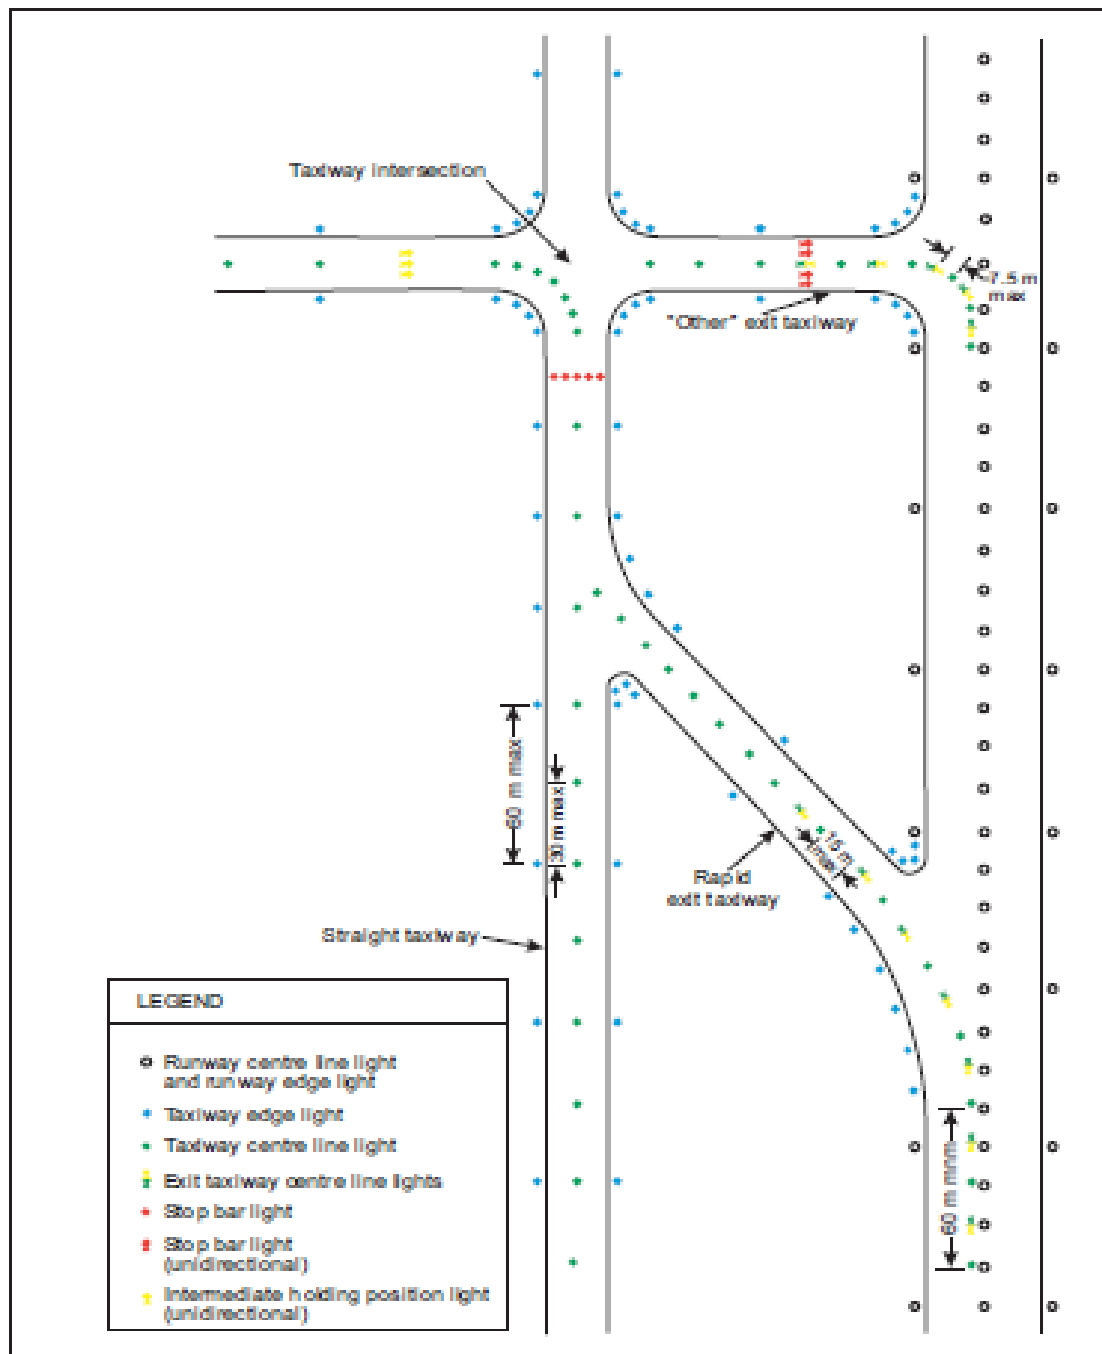 Taxiway intersection
7.5 m
max
"Other" exit taxiway
60 m max
30 m max
15 m
max
Rapid
exit taxiway
Straight taxiway
LEGEND
Runway centre line light
and runway edge light
Taxiway edge light
Taxiway centre line light
Exit taxiway centre line lights
Stop bar light
Stop bar light
(unidirectional)
Intermediate holding position light
(unidirectional)
60 m mnm